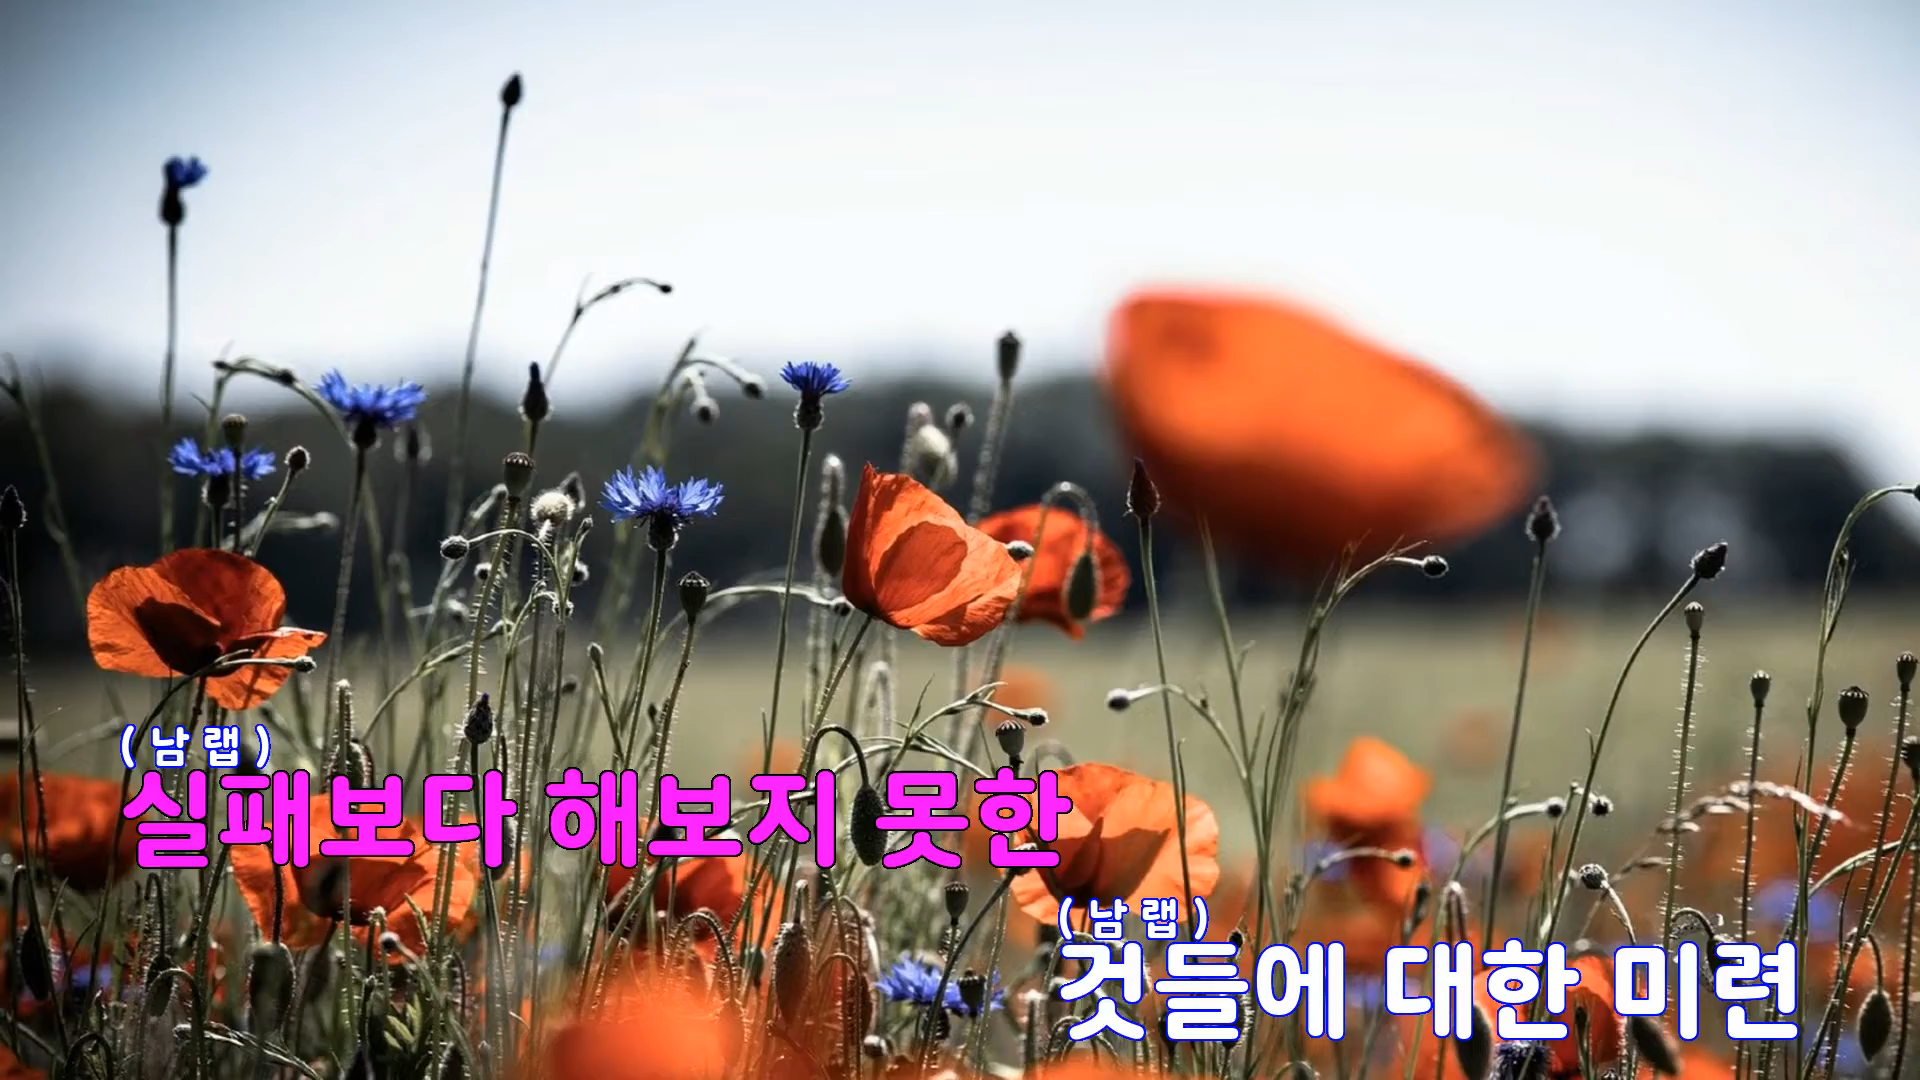 ( 남 랩 )
실패보다 해보지 못한
( 남 랩 )
것들에 대한 미련